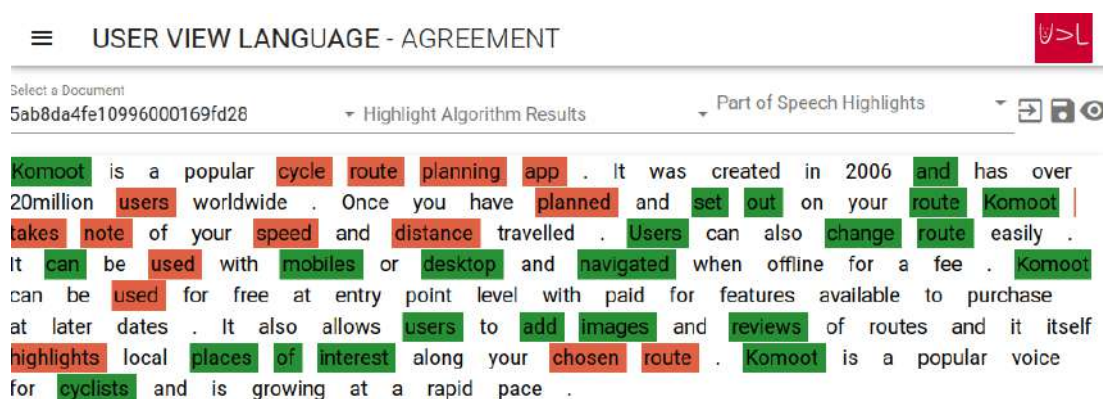 USER VIEW LANGUAGE - AGREEMENT
Select a Document
5ab8da4fe10996000169fd28
Highlight Algorithm Results
Part of Speech Highlights
Komoot is a popular cycle route planning app . It was created in 2006 and has over
20million users worldwide . Once you have planned and set out on your route Komoot
takes note of your speed and distance travelled . Users can also change route easily .
It can be used with mobiles or desktop and navigated when offline for a fee . Komoot
can be used for free at entry point level with paid for features available to purchase
at later dates . It also allows users to add images and reviews of routes and it itself
highlights local places of interest along your chosen route . Komoot is a popular voice
for cyclists and is growing at a rapid pace .